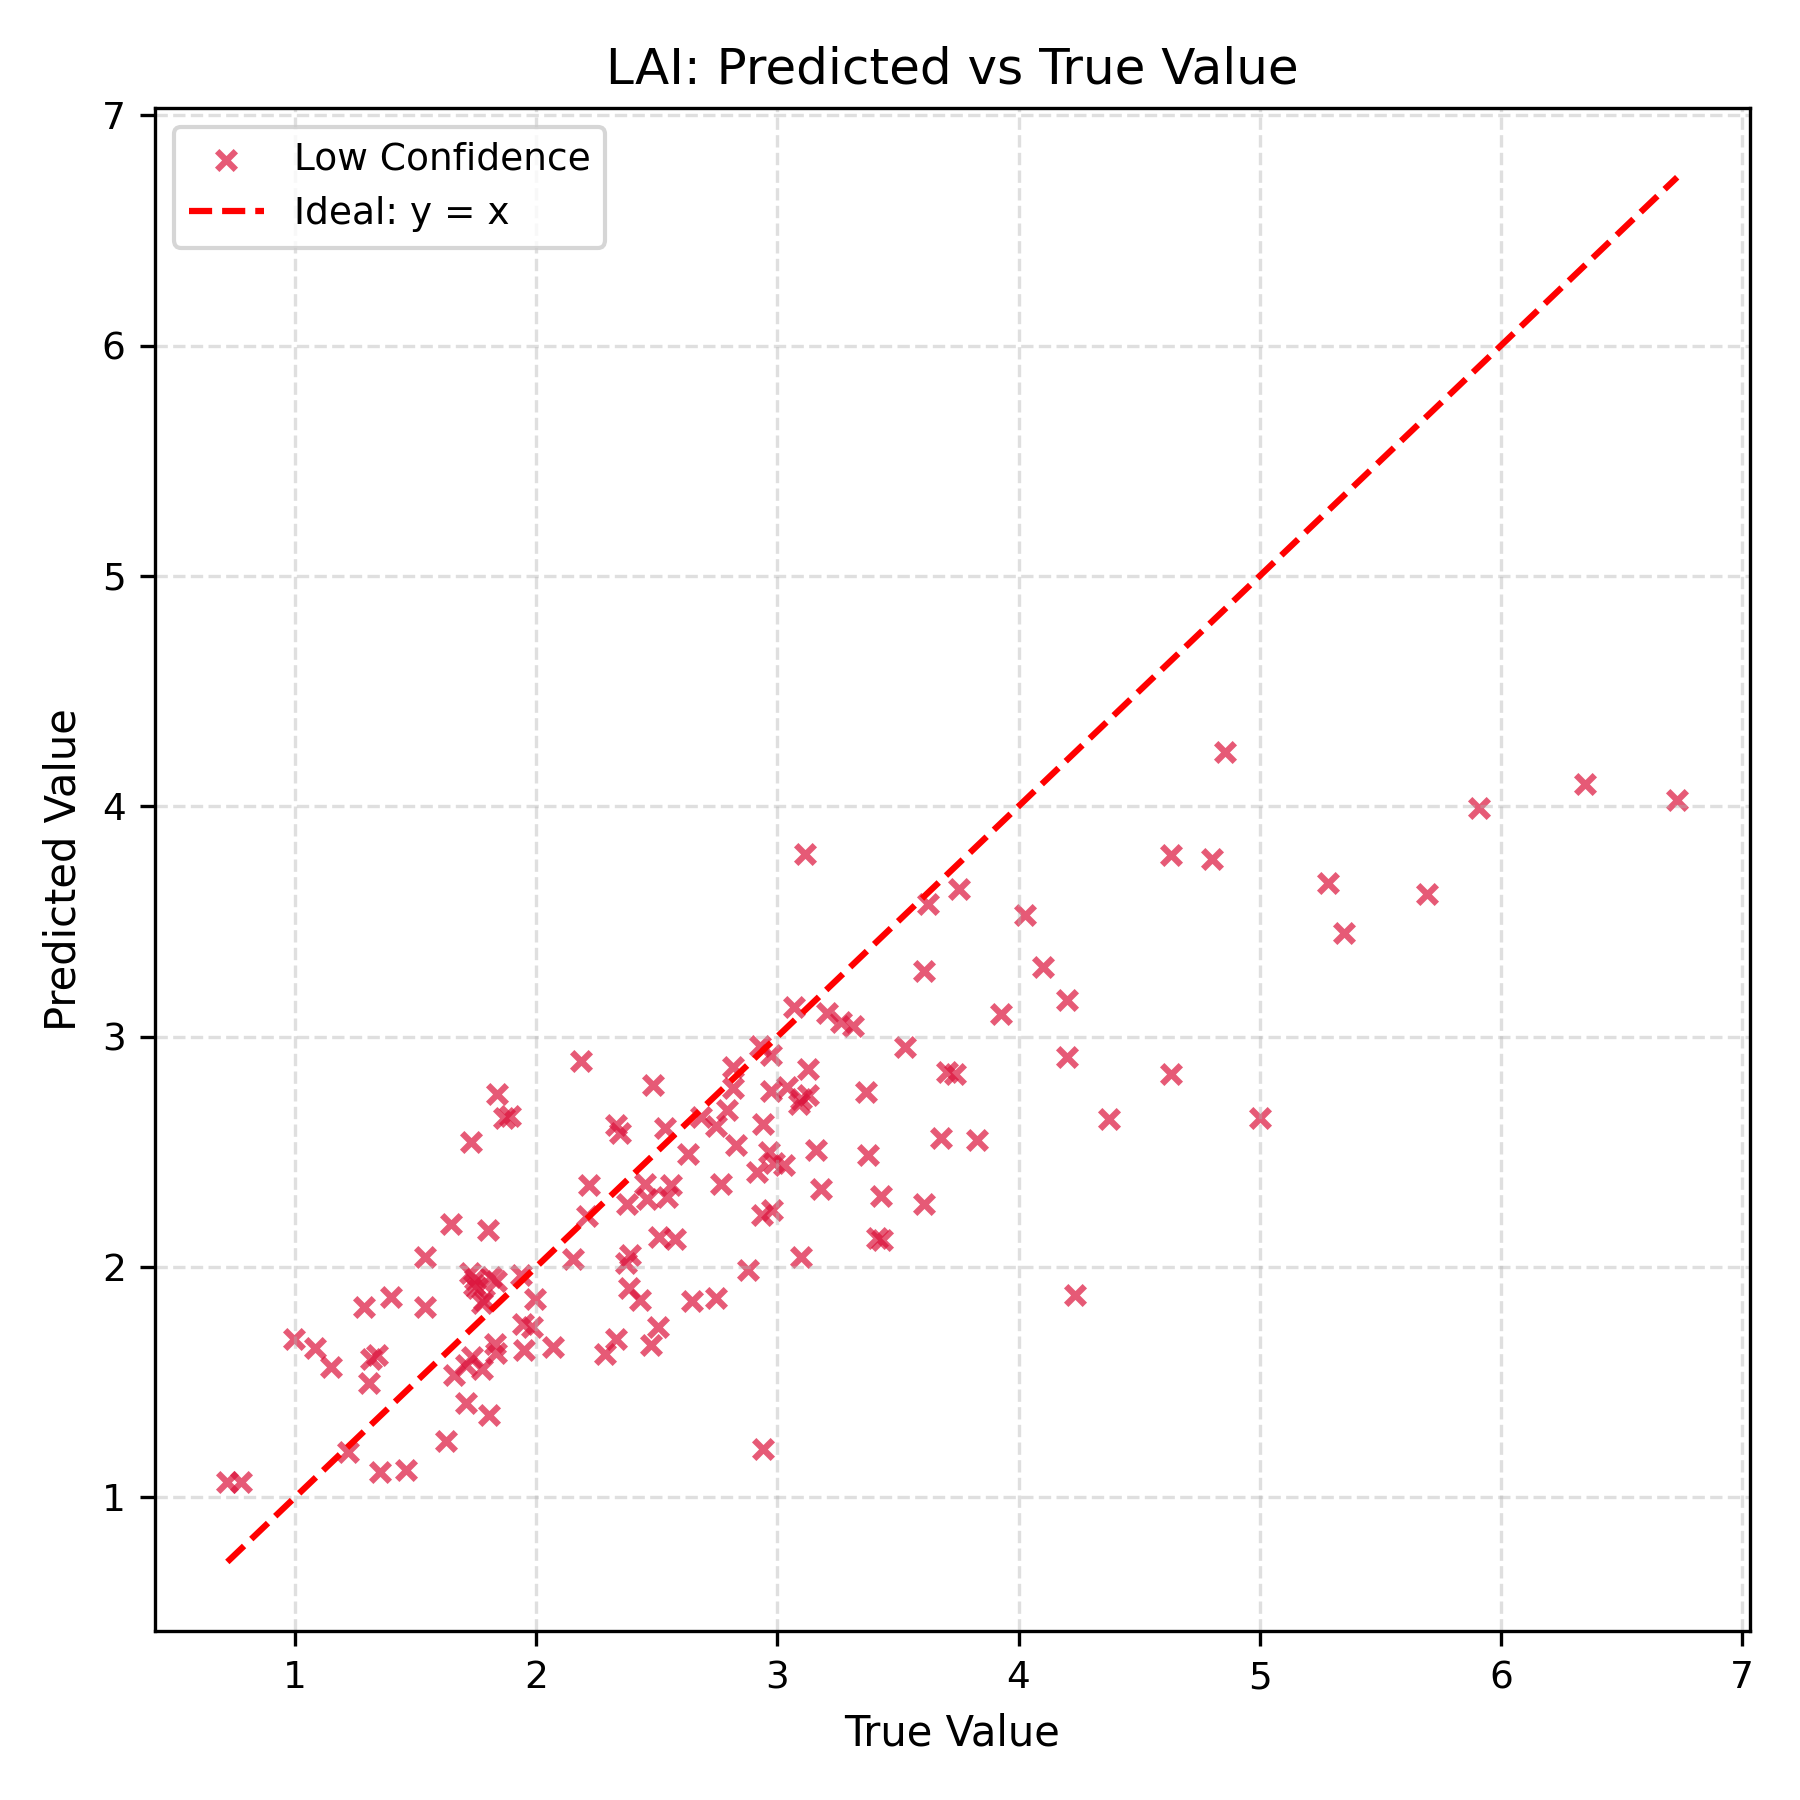 LAI: Predicted vs True Value
Low Confidence
Ideal: y = x
Predicted Value
7
6
5
4
3
2
1
1 2 3 4 5 6 7
True Value